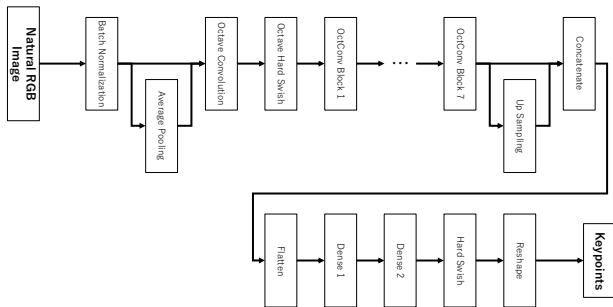 Natural RGB
Image
Batch Normalization
Average Pooling
Octave Convolution
Octave Hard Swish
OctConv Block 1
...
OctConv Block 7
Up Sampling
Concatenate
Flatten
Dense 1
Dense 2
Hard Swish
Reshape
Keypoints